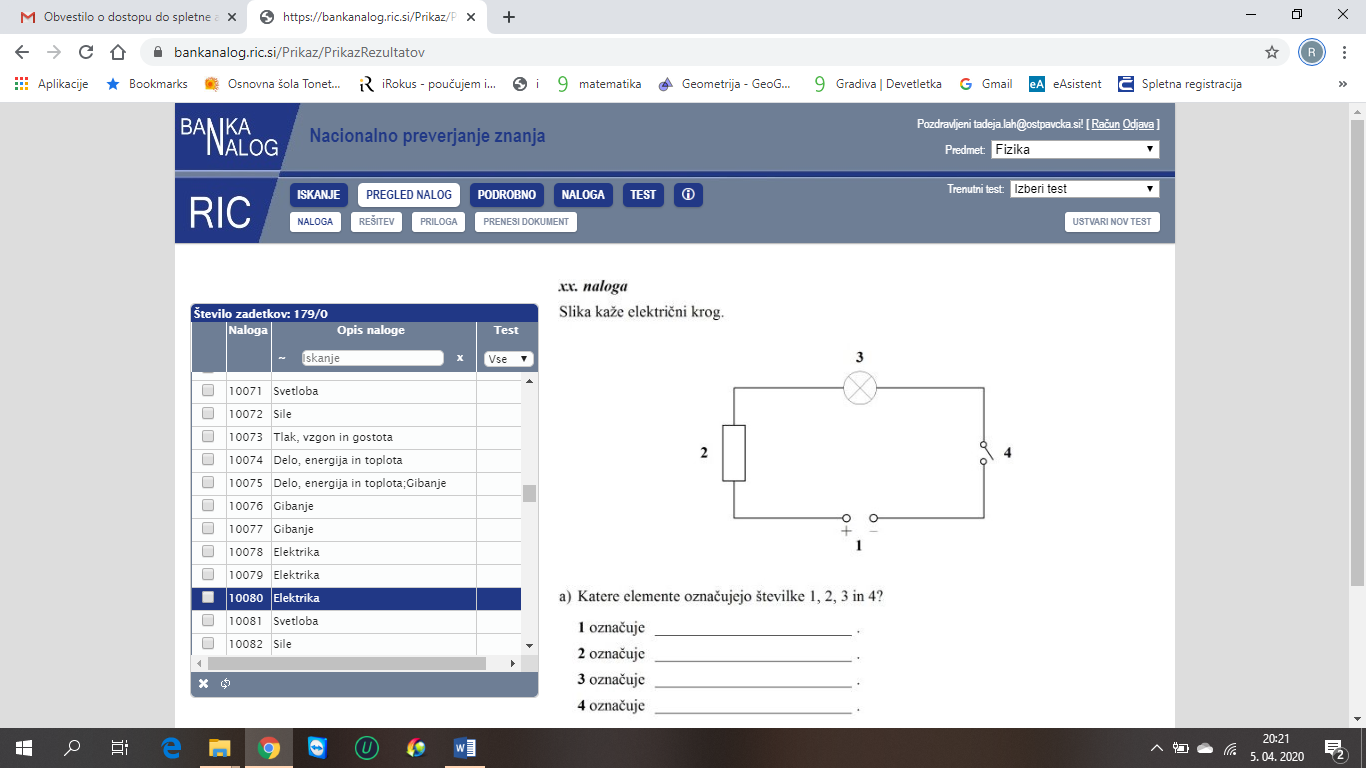 Obvestilo o dostopu do spletne a
https://bankanalog.ric.si/Prikaz/P
bankanalog.ric.si/Prikaz/PrikazRezultatov
R
Aplikacije
Bookmarks
Osnovna šola Tonet...
iRokus - poučujem i...
i
matematika
Geometrija - GeoG...
Gradiva | Devetletka
Gmail
eA eAsistent
Spletna registracija
»
BANKA
NALOG
Nacionalno preverjanje znanja
Pozdravljeni tadeja.lah@ostpavcka.si! [ Račun Odjava ]
Predmet: Fizika
RIC
ISKANJE PREGLED NALOG PODROBNO NALOGA TEST
Trenutni test: Izberi test
NALOGA REŠITEV PRILOGA PRENESI DOKUMENT
USTVARI NOV TEST
Število zadetkov: 179/0
Naloga Opis naloge Test
~ Iskanje x Vse
10071 Svetloba
10072 Sile
10073 Tlak, vzgon in gostota
10074 Delo, energija in toplota
10075 Delo, energija in toplota;Gibanje
10076 Gibanje
10077 Gibanje
10078 Elektrika
10079 Elektrika
10080 Elektrika
10081 Svetloba
10082 Sile
xx. naloga
Slika kaže električni krog.
3
2
4
+ –
1
a) Katere elemente označujejo številke 1, 2, 3 in 4?
1 označuje ____________________ .
2 označuje ____________________ .
3 označuje ____________________ .
4 označuje ____________________ .
20:21
5. 04. 2020
2